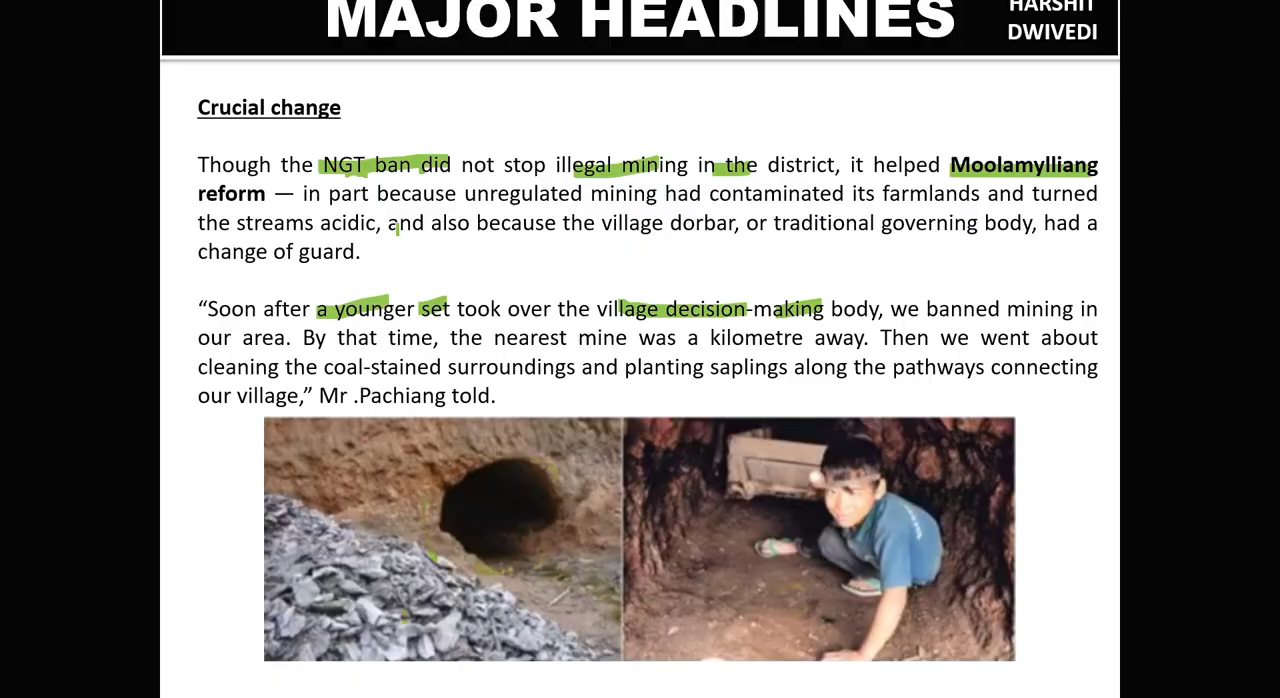 MAJOR HEADLINES
HARSHIT
DWIVEDI
Crucial change
Though the NGT ban did not stop illegal mining in the district, it helped Moolamylliang
reform — in part because unregulated mining had contaminated its farmlands and turned
the streams acidic, and also because the village dorbar, or traditional governing body, had a
change of guard.
“Soon after a younger set took over the village decision-making body, we banned mining in
our area. By that time, the nearest mine was a kilometre away. Then we went about
cleaning the coal-stained surroundings and planting saplings along the pathways connecting
our village,” Mr .Pachiang told.